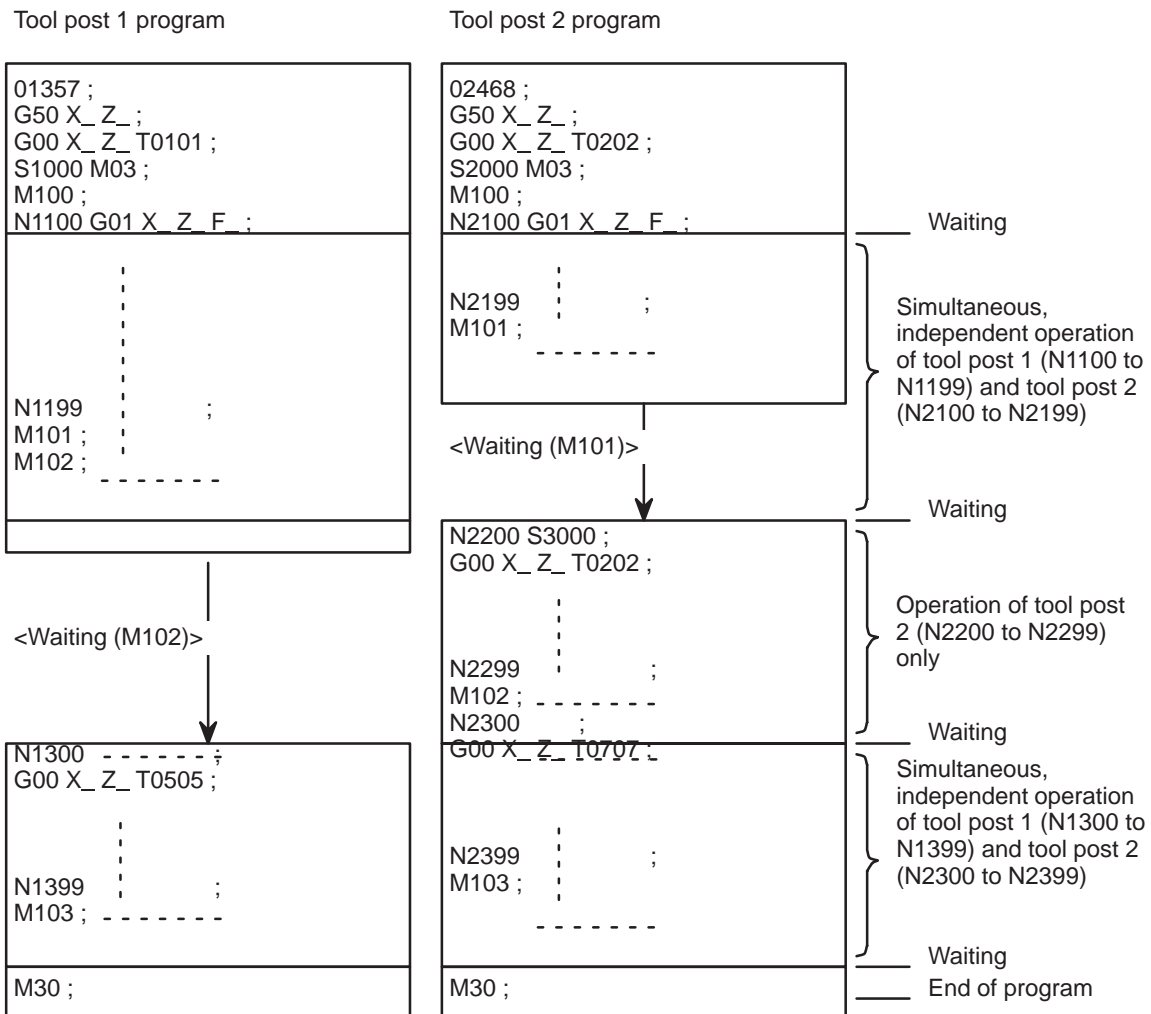 Tool post 1 program
01357 ;
G50 X_ Z_ ;
G00 X_ Z_ T0101 ;
S1000 M03 ;
M100 ;
N1100 G01 X_ Z_ F_ ;
N1199 ;
M101 ;
M102 ;
<Waiting (M102)>
N1300 ;
G00 X_ Z_ T0505 ;
N1399 ;
M103 ;
M30 ;
Tool post 2 program
02468 ;
G50 X_ Z_ ;
G00 X_ Z_ T0202 ;
S2000 M03 ;
M100 ;
N2100 G01 X_ Z_ F_ ;
N2199 ;
M101 ;
<Waiting (M101)>
N2200 S3000 ;
G00 X_ Z_ T0202 ;
N2299 ;
M102 ;
N2300 ;
G00 X_ Z_ T0707 ;
N2399 ;
M103 ;
M30 ;
Waiting
Simultaneous,
independent operation
of tool post 1 (N1100 to
N1199) and tool post 2
(N2100 to N2199)
Waiting
Operation of tool post
2 (N2200 to N2299)
only
Waiting
Simultaneous,
independent operation
of tool post 1 (N1300 to
N1399) and tool post 2
(N2300 to N2399)
Waiting
End of program